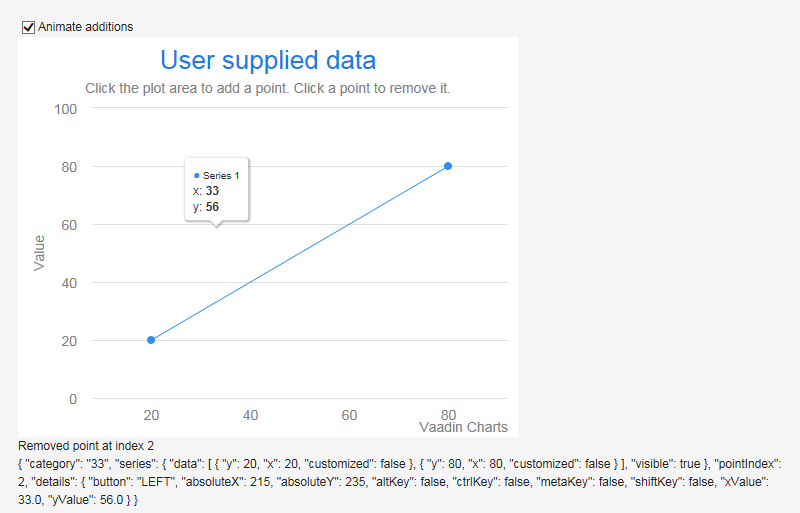 Animate additions
User supplied data
Click the plot area to add a point. Click a point to remove it.
100
80
60
40
20
0
Value
Series 1
x: 33
y: 56
20 40 60 80
Vaadin Charts
Removed point at index 2
{ "category": "33", "series": { "data": [ { "y": 20, "x": 20, "customized": false }, { "y": 80, "x": 80, "customized": false } ], "visible": true }, "pointIndex":
2, "details": { "button": "LEFT", "absoluteX": 215, "absoluteY": 235, "altKey": false, "ctrlKey": false, "metaKey": false, "shiftKey": false, "xValue":
33.0, "yValue": 56.0 } }